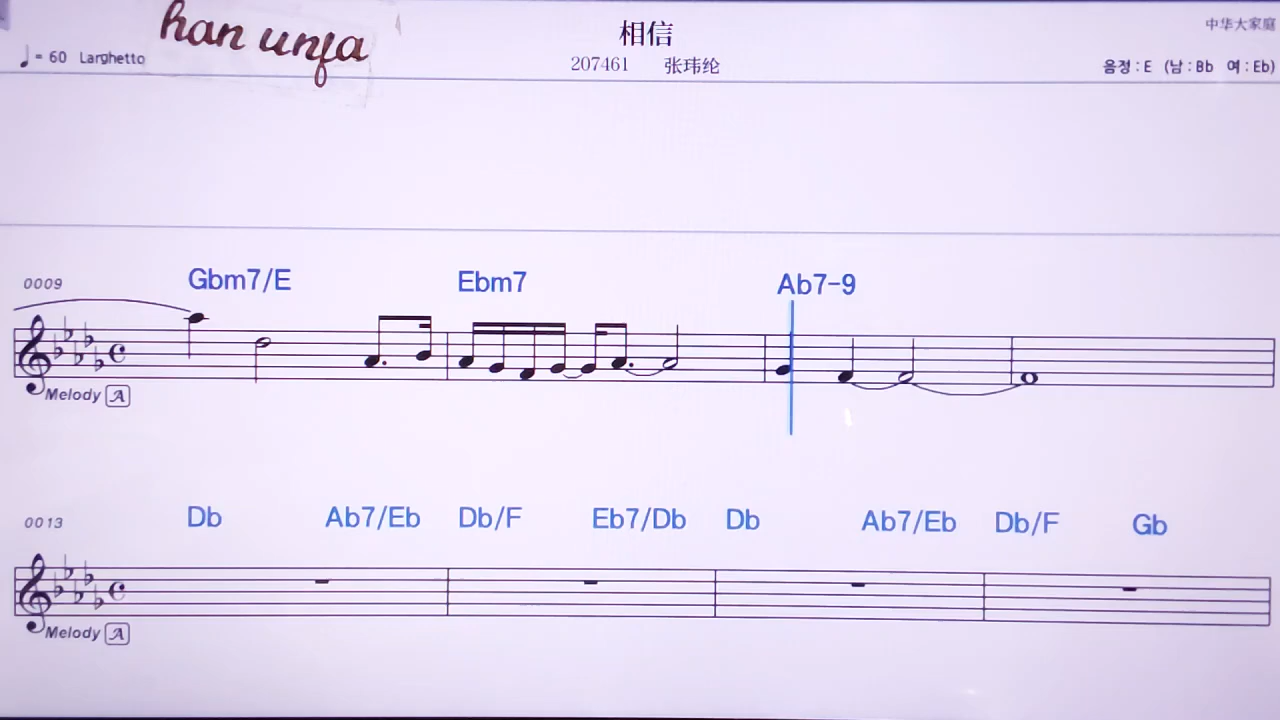 han unfa
相信
中华大家庭
♩= 60 Larghetto
207461 张玮纶
음정 : E (남 : Bb 여 : Eb)
0009
Gbm7/E Ebm7 Ab7-9
Melody A
0013
Db Ab7/Eb Db/F Eb7/Db Db Ab7/Eb Db/F Gb
Melody A